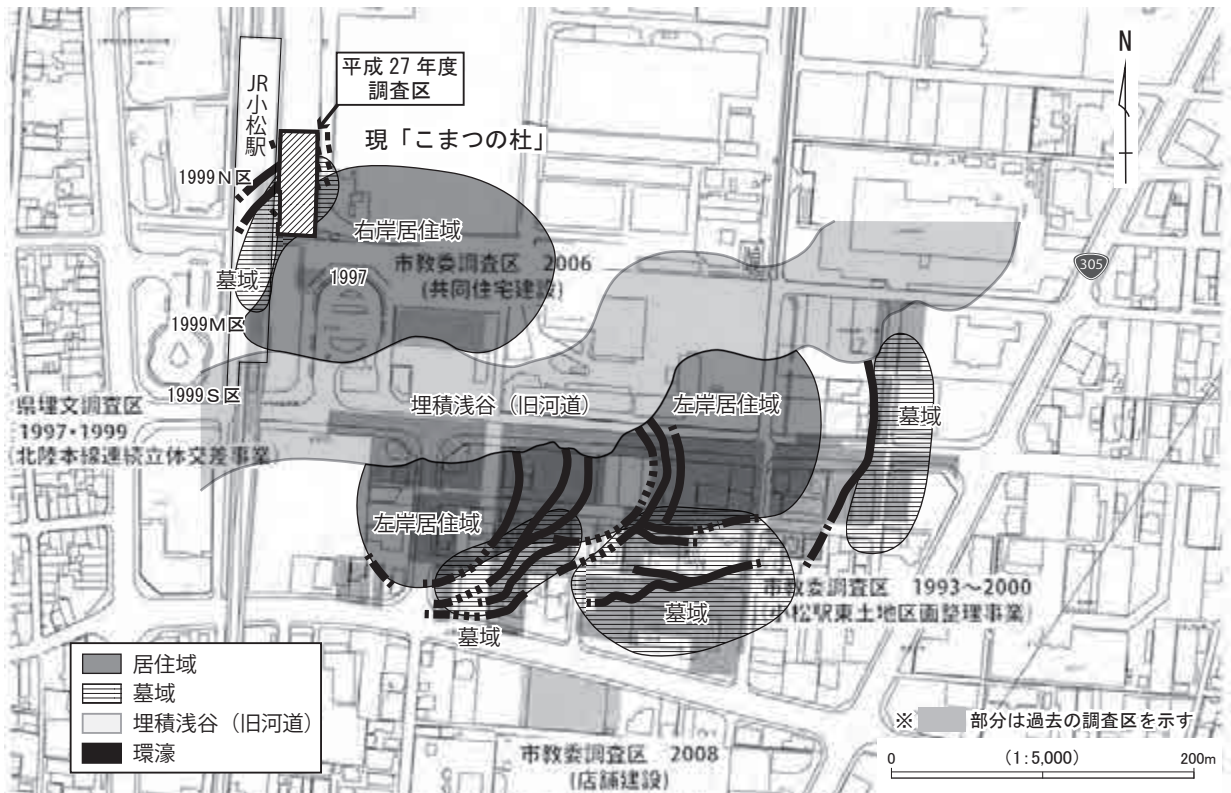 平成 27 年度
調査区
N
JR小松駅
現「こまつの杜」
1999N区
右岸居住域
市教委調査区 2006
(共同住宅建設)
305
墓域
1997
1999M区
1999S区
県埋文調査区
1997・1999
(北陸本線連続立体交差事業)
埋積浅谷（旧河道）
左岸居住域
墓域
左岸居住域
市教委調査区 1993～2000
小松駅東土地区画整理事業)
墓域
墓域
居住域
墓域
埋積浅谷（旧河道）
環濠
※ 部分は過去の調査区を示す
市教委調査区 2008
(店舗建設)
0 (1:5,000) 200m